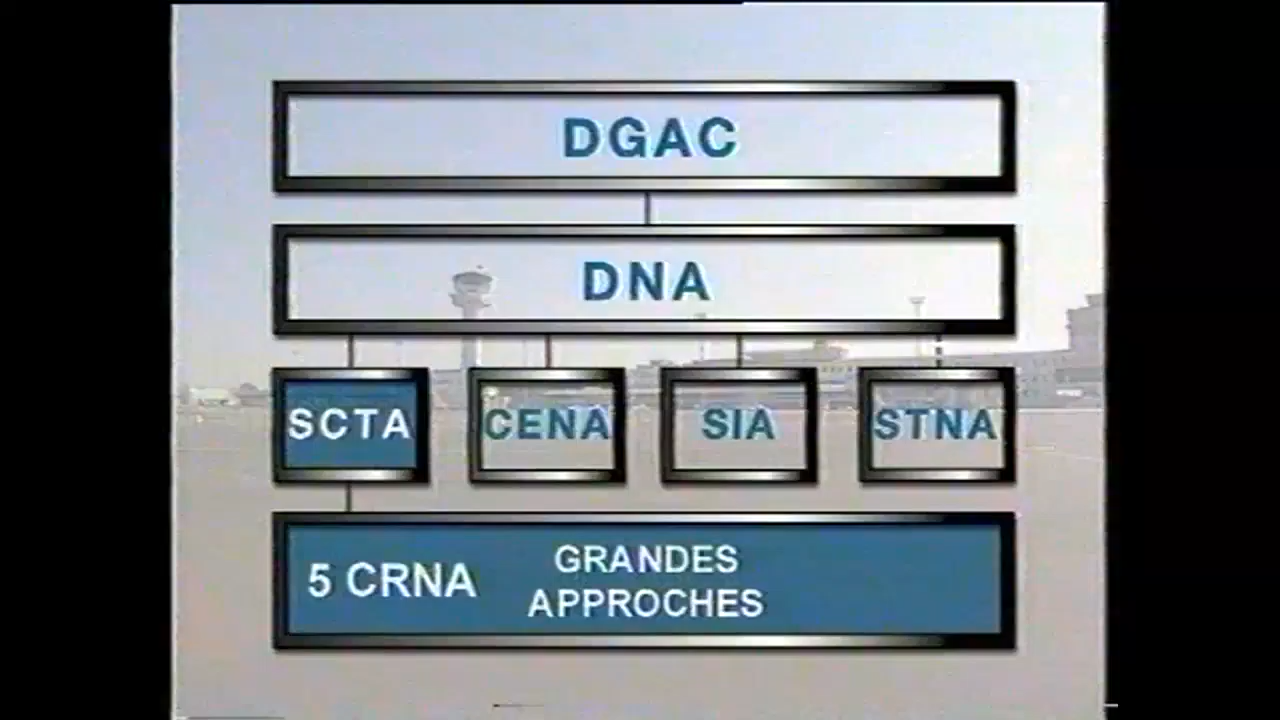 DGAC
DNA
SCTA
CENA
SIA
STNA
5 CRNA
GRANDES
APPROCHES